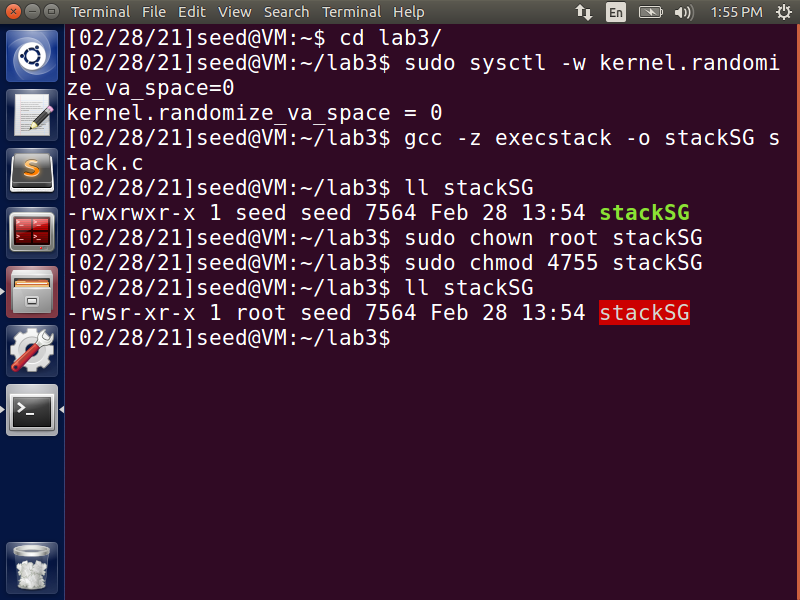 Terminal File Edit View Search Terminal Help En 1:55 PM
[02/28/21]seed@VM:~$ cd lab3/
[02/28/21]seed@VM:~/lab3$ sudo sysctl -w kernel.randomi
ze_va_space=0
kernel.randomize_va_space = 0
[02/28/21]seed@VM:~/lab3$ gcc -z execstack -o stackSG s
tack.c
[02/28/21]seed@VM:~/lab3$ ll stackSG
-rwxrwxr-x 1 seed seed 7564 Feb 28 13:54 stackSG
[02/28/21]seed@VM:~/lab3$ sudo chown root stackSG
[02/28/21]seed@VM:~/lab3$ sudo chmod 4755 stackSG
[02/28/21]seed@VM:~/lab3$ ll stackSG
-rwsr-xr-x 1 root seed 7564 Feb 28 13:54 stackSG
[02/28/21]seed@VM:~/lab3$